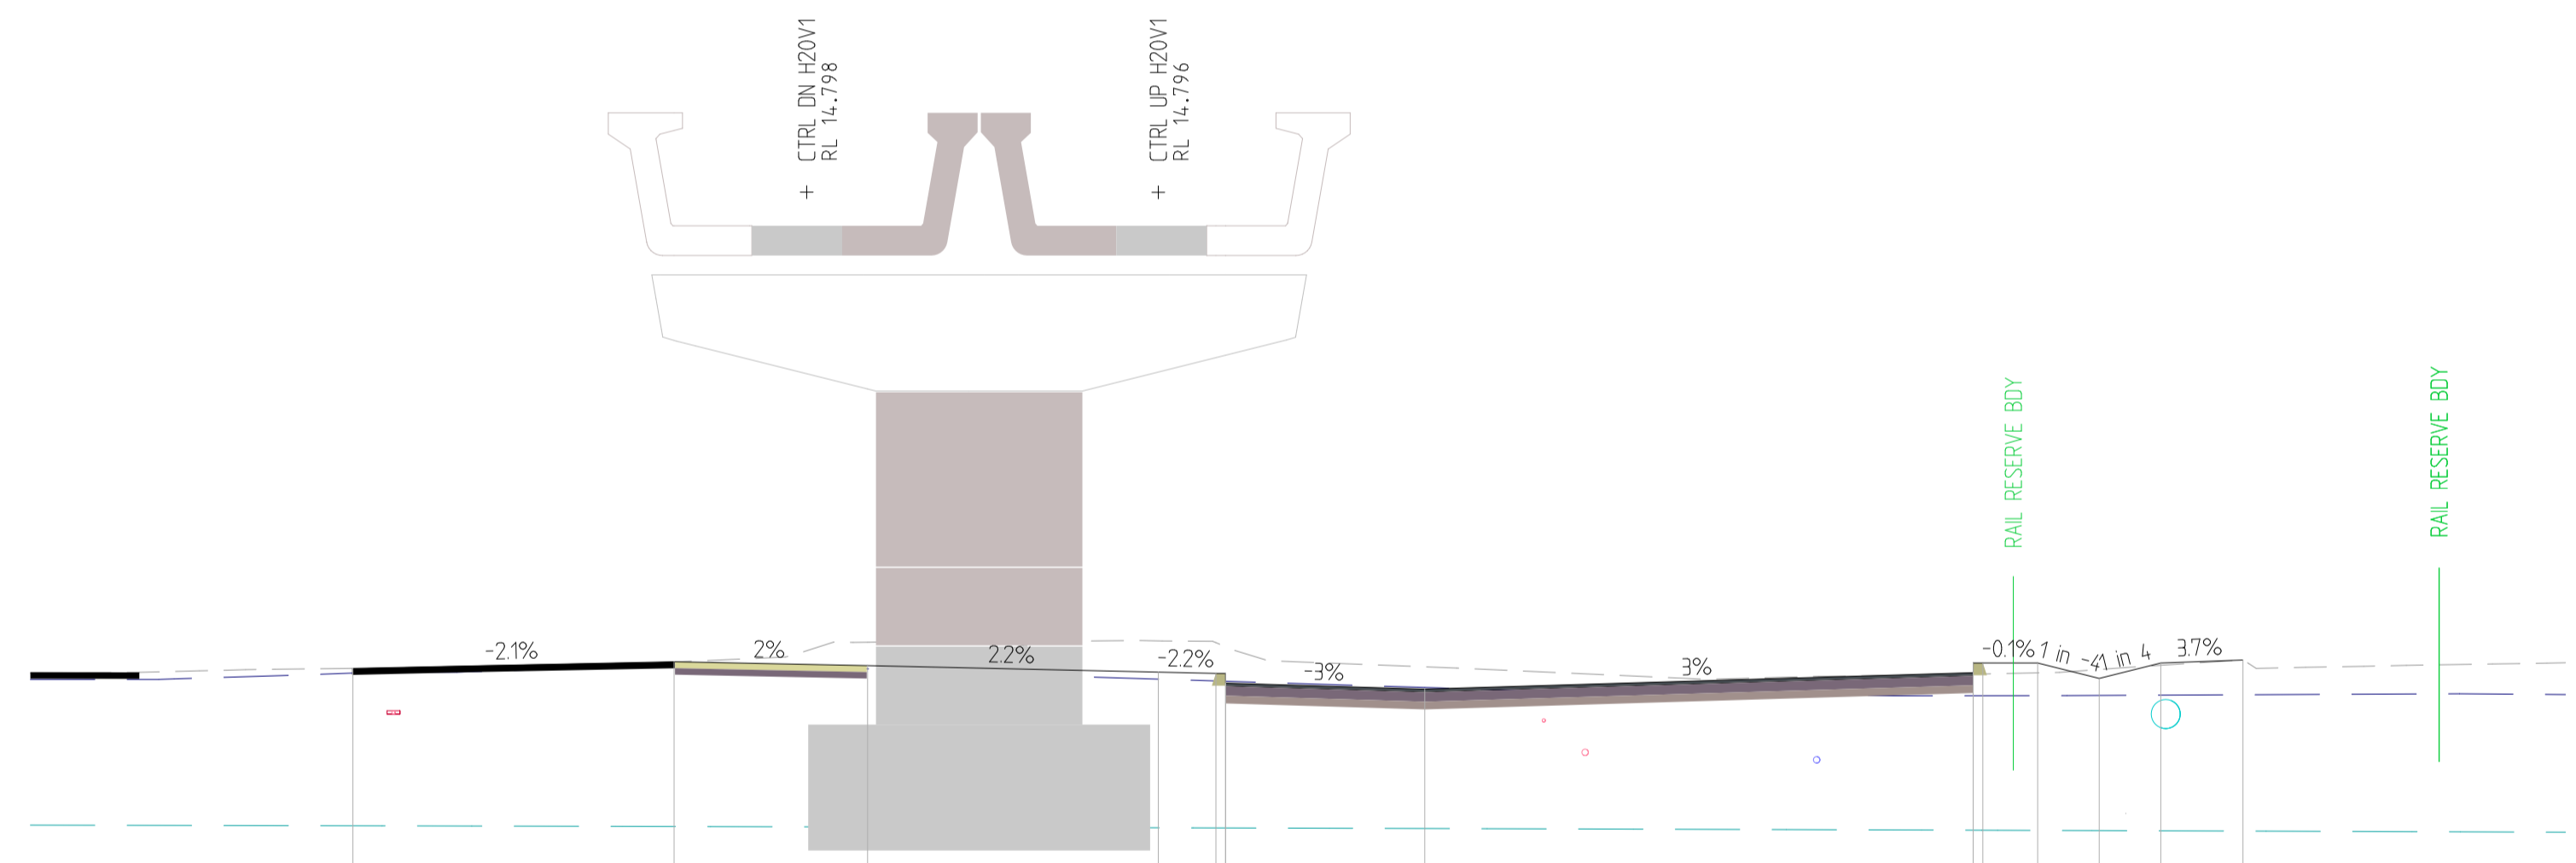 CTRL DN H20V1
RL 14.798
CTRL UP H20V1
RL 14.796
RAIL RESERVE BDY
RAIL RESERVE BDY
-2.1%
2%
2.2%
-2.2%
-3%
3%
-0.1%
1 in -4
1 in 4
3.7%